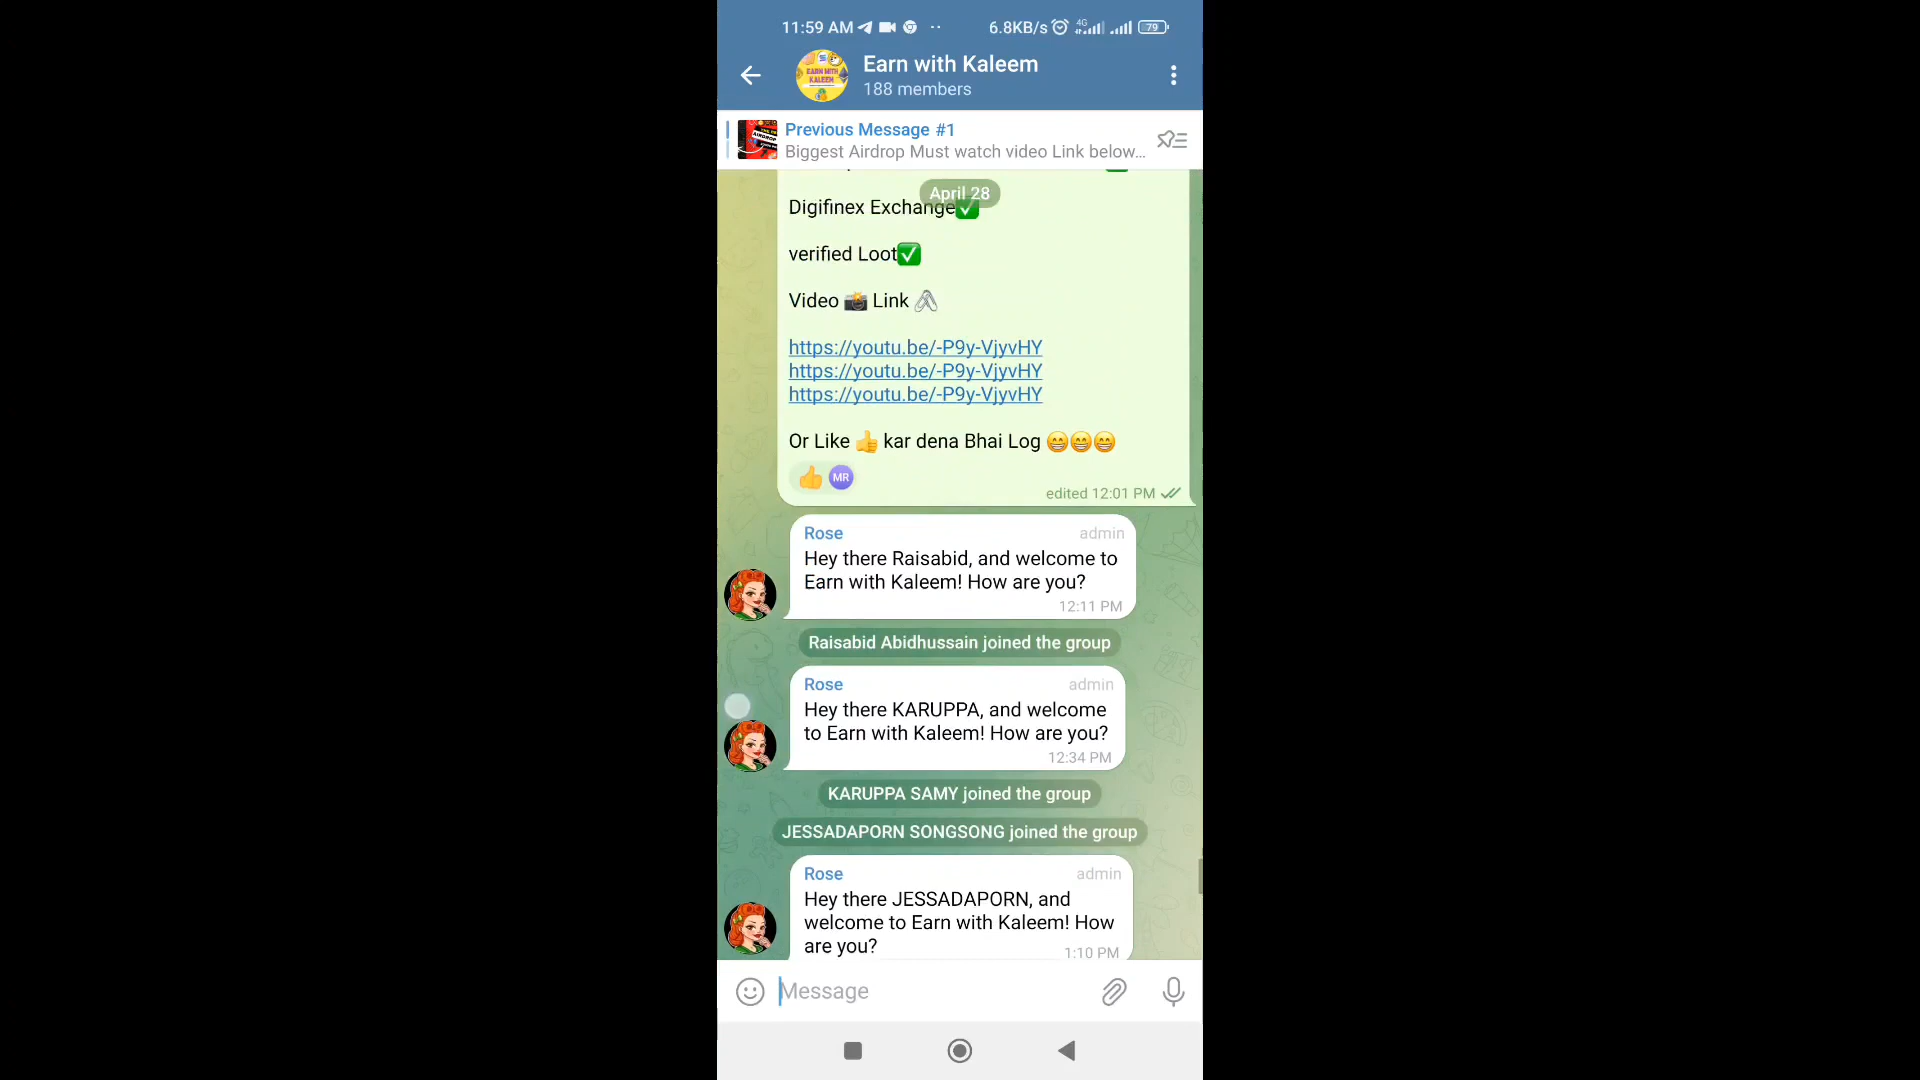 11:59 AM
6.8KB/s
4G
79
EARN WITH
KALEEM
Earn with Kaleem
188 members
AIRDROP
Previous Message #1
Biggest Airdrop Must watch video Link below...
April 28
Digifinex Exchange✅
verified Loot✅
Video 📸 Link 🖇
https://youtu.be/-P9y-VjyvHY
https://youtu.be/-P9y-VjyvHY
https://youtu.be/-P9y-VjyvHY
Or Like 👍 kar dena Bhai Log 😁😁😁
👍 MR
edited 12:01 PM
Rose admin
Hey there Raisabid, and welcome to
Earn with Kaleem! How are you?
12:11 PM
Raisabid Abidhussain joined the group
Rose admin
Hey there KARUPPA, and welcome
to Earn with Kaleem! How are you?
12:34 PM
KARUPPA SAMY joined the group
JESSADAPORN SONGSONG joined the group
Rose admin
Hey there JESSADAPORN, and
welcome to Earn with Kaleem! How
are you?
1:10 PM
Message